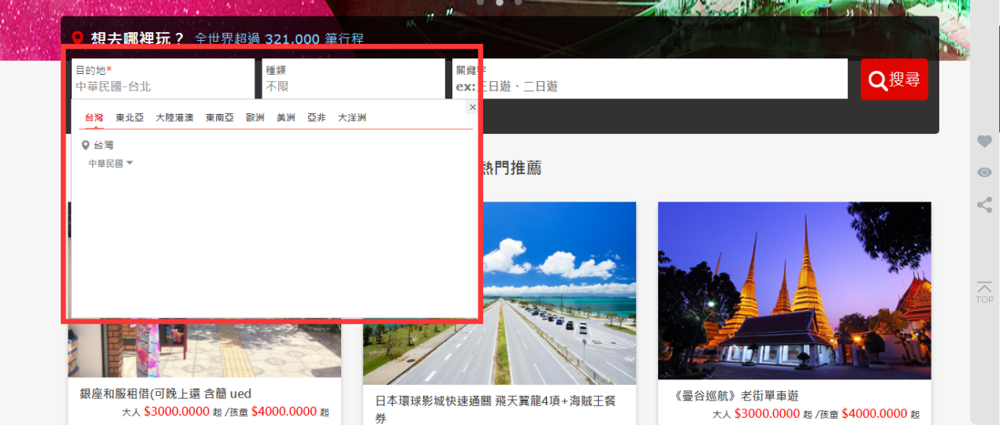 想去哪裡玩？ 全世界超過 321,000 筆行程
目的地* 種類 關鍵字
中華民國-台北 不限 ex:三日遊、二日遊 搜尋
×
台灣 東北亞 大陸港澳 東南亞 歐洲 美洲 亞非 大洋洲
台灣
中華民國
熱門推薦
TOP
銀座和服租借(可晚上還 含簡 ued
大人 $3000.0000 起 /孩童 $4000.0000 起
日本環球影城快速通關 飛天翼龍4項+海賊王餐
券
《曼谷巡航》老街單車遊
大人 $3000.0000 起 /孩童 $4000.0000 起